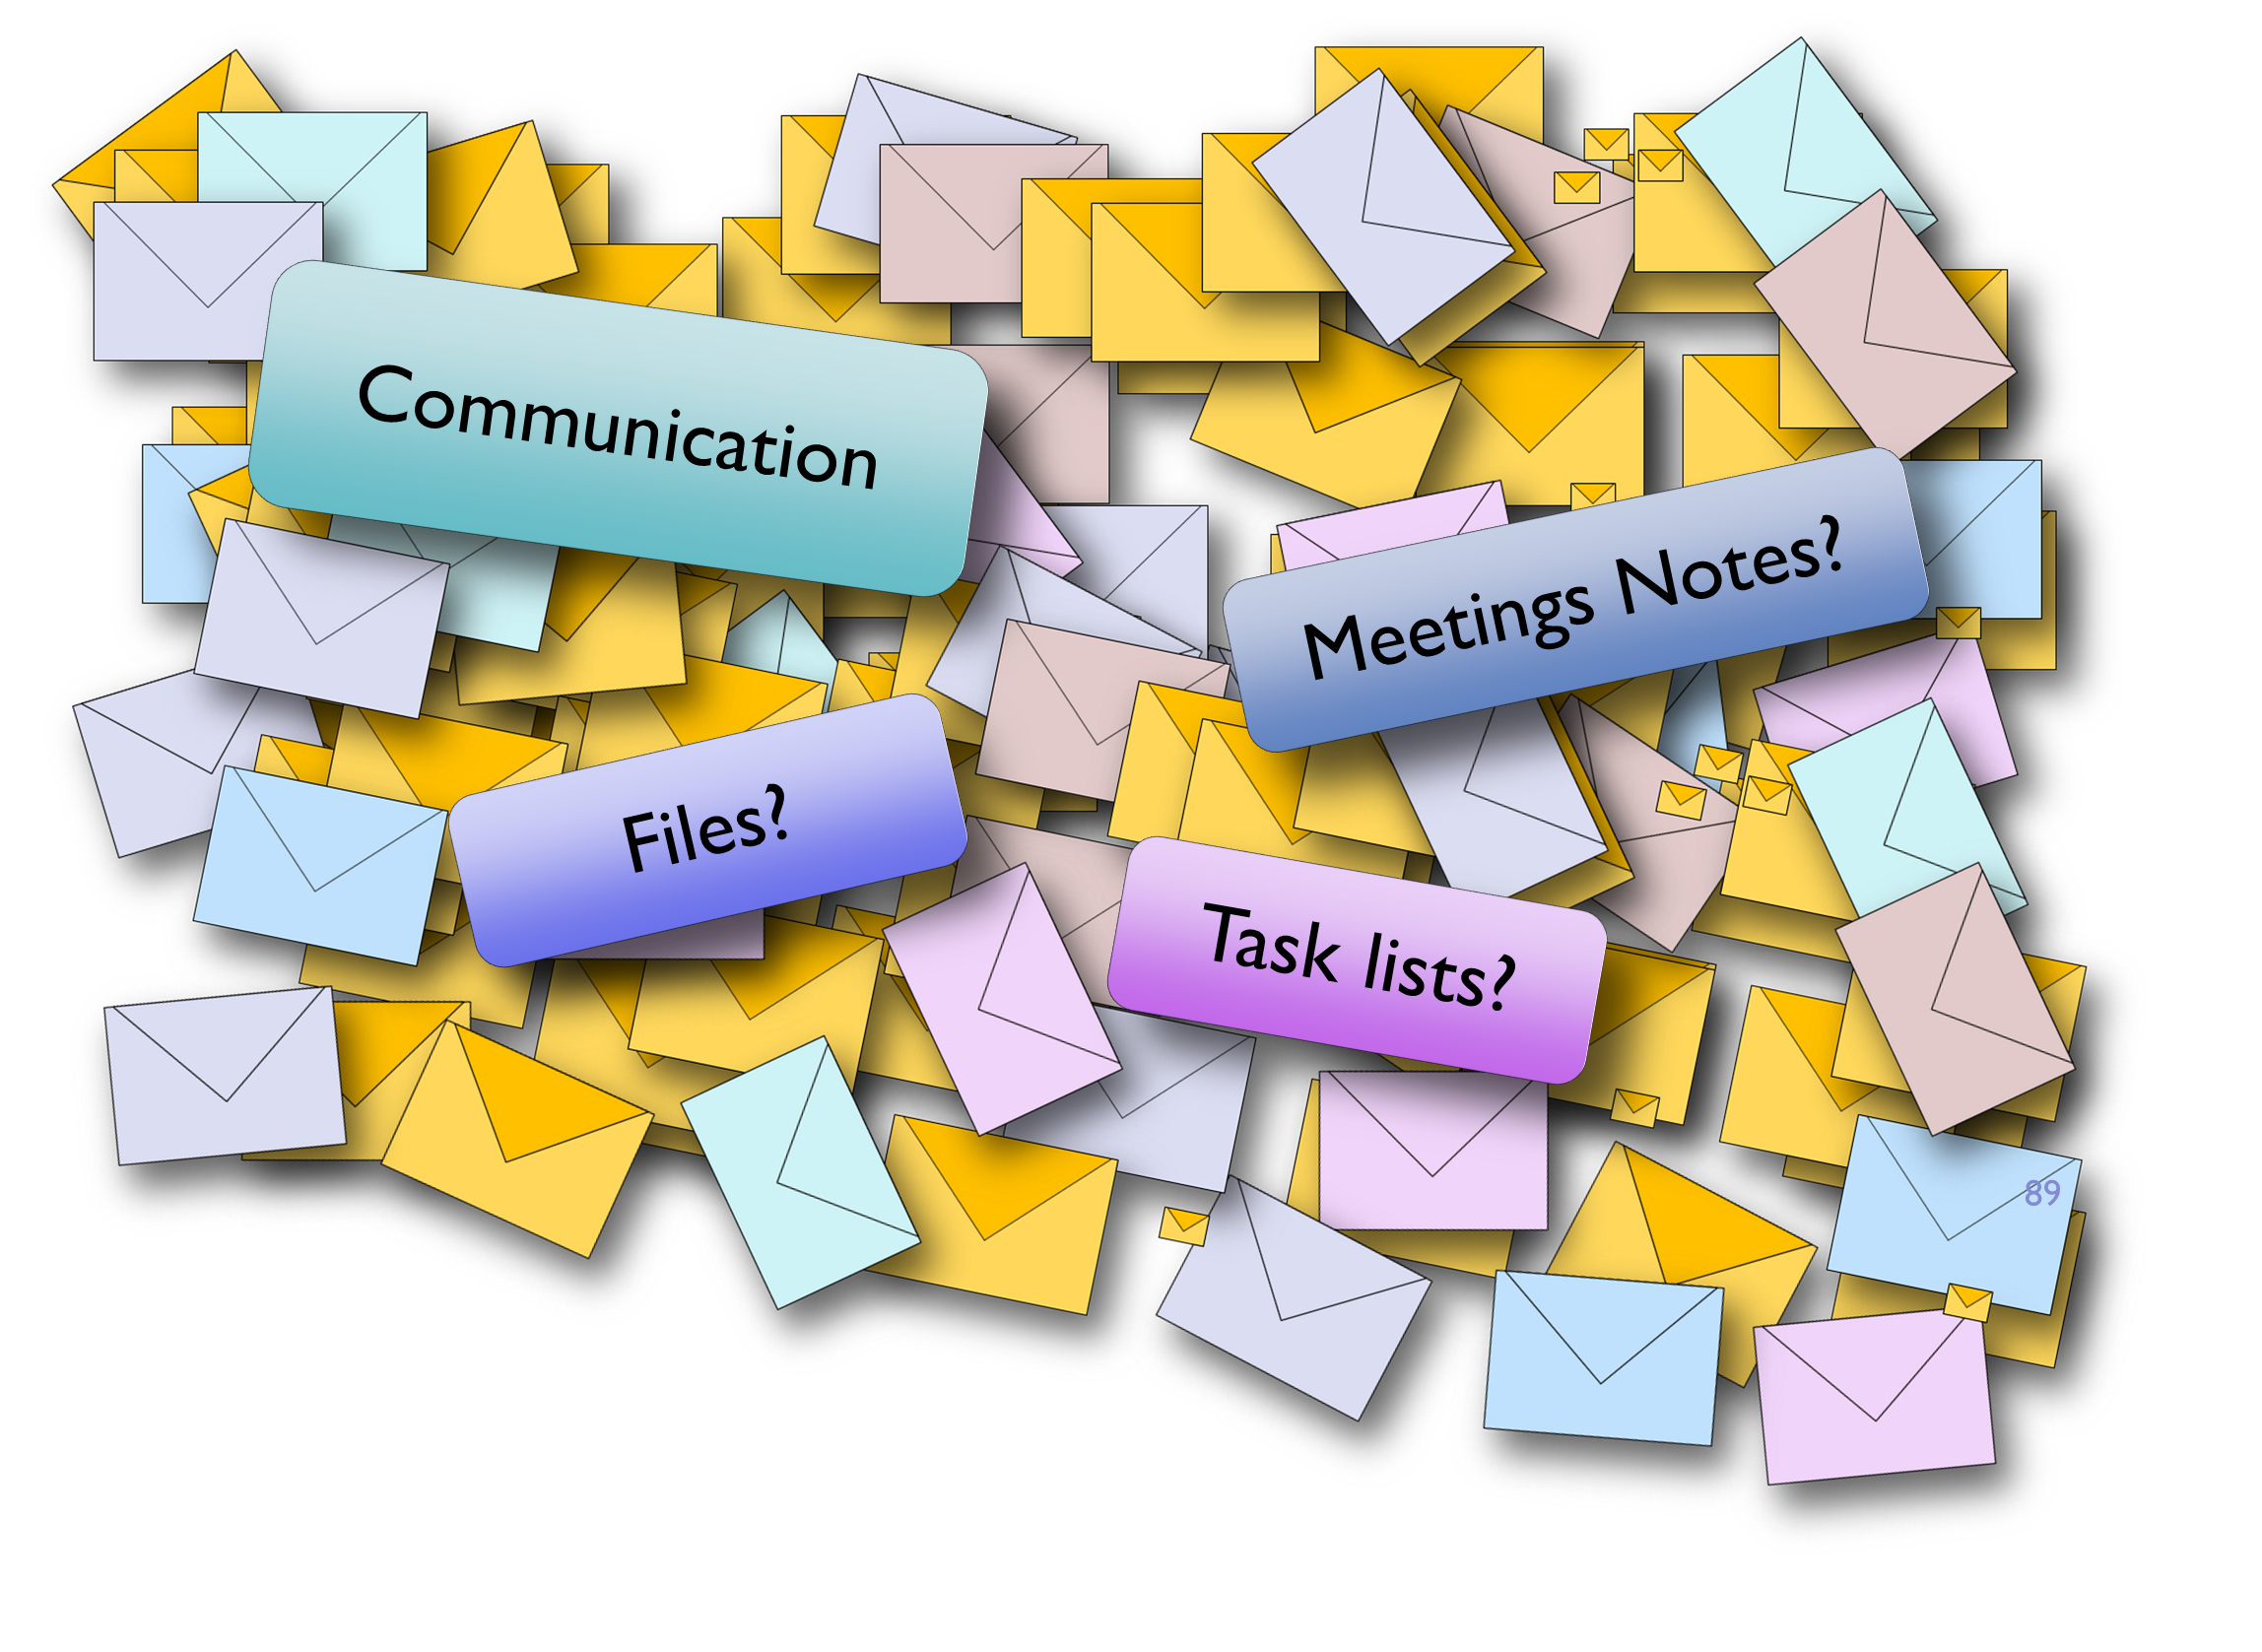 Communication
Meetings Notes?
Files?
Task lists?
89